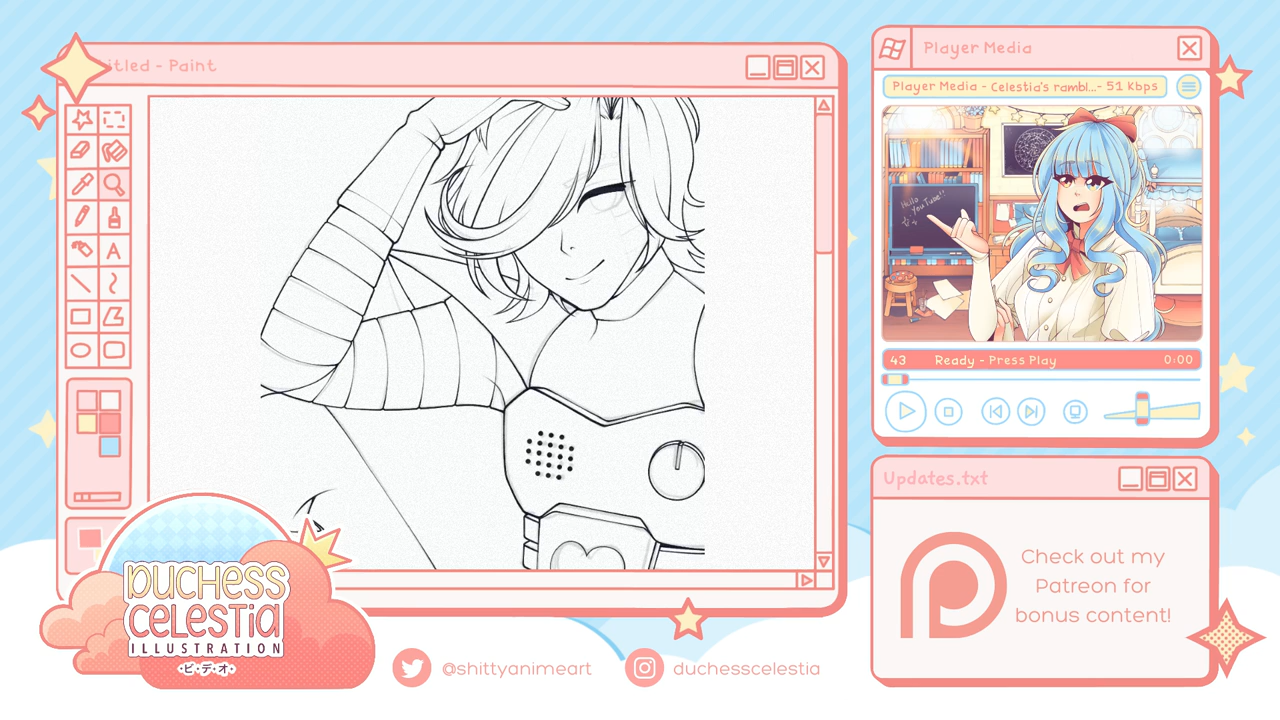 Untitled - Paint
Player Media
Player Media - Celestia's rambl...- 51 Kbps
Hello
YouTube!!
43 Ready - Press Play 0:00
A
Updates.txt
Check out my
Patreon for
bonus content!
DUCHESS
CELESTIA
ILLUSTRATION
・ビ・デ・オ・
@shittyanimeart
duchesscelestia